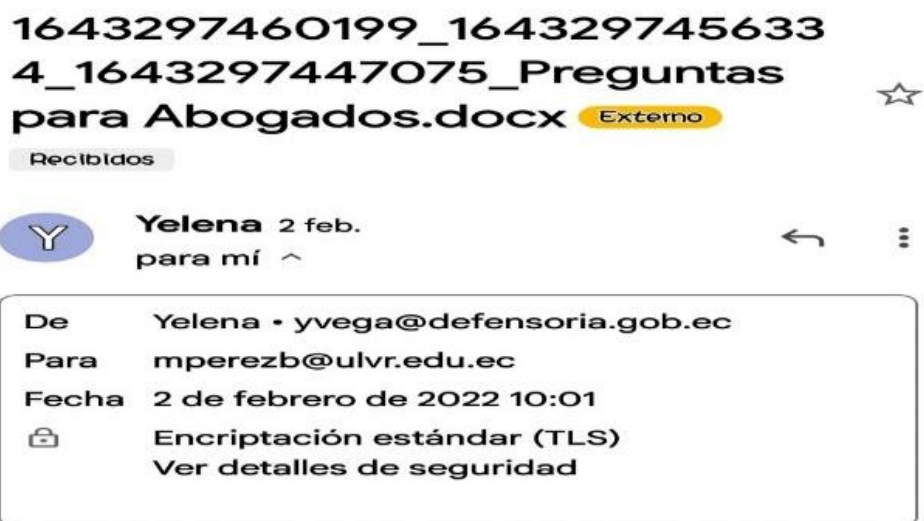 1643297460199_164329745633
4_1643297447075_Preguntas
para Abogados.docx Externo
Recibidos
Y Yelena 2 feb.
para mí
De Yelena • yvega@defensoria.gob.ec
Para mperezb@ulvr.edu.ec
Fecha 2 de febrero de 2022 10:01
Encriptación estándar (TLS)
Ver detalles de seguridad